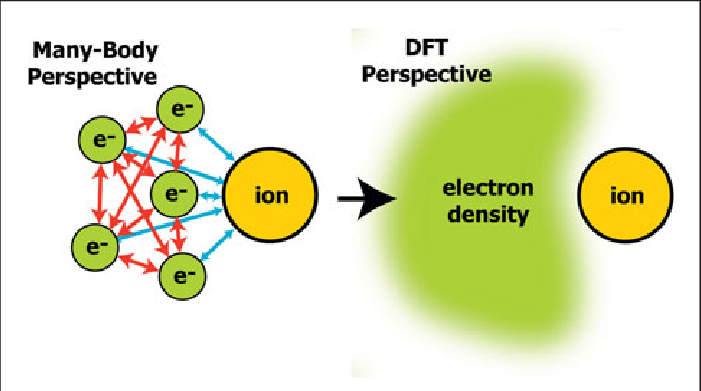 Many-Body
Perspective
e-
e-
e-
e-
e-
ion
DFT
Perspective
electron
density
ion